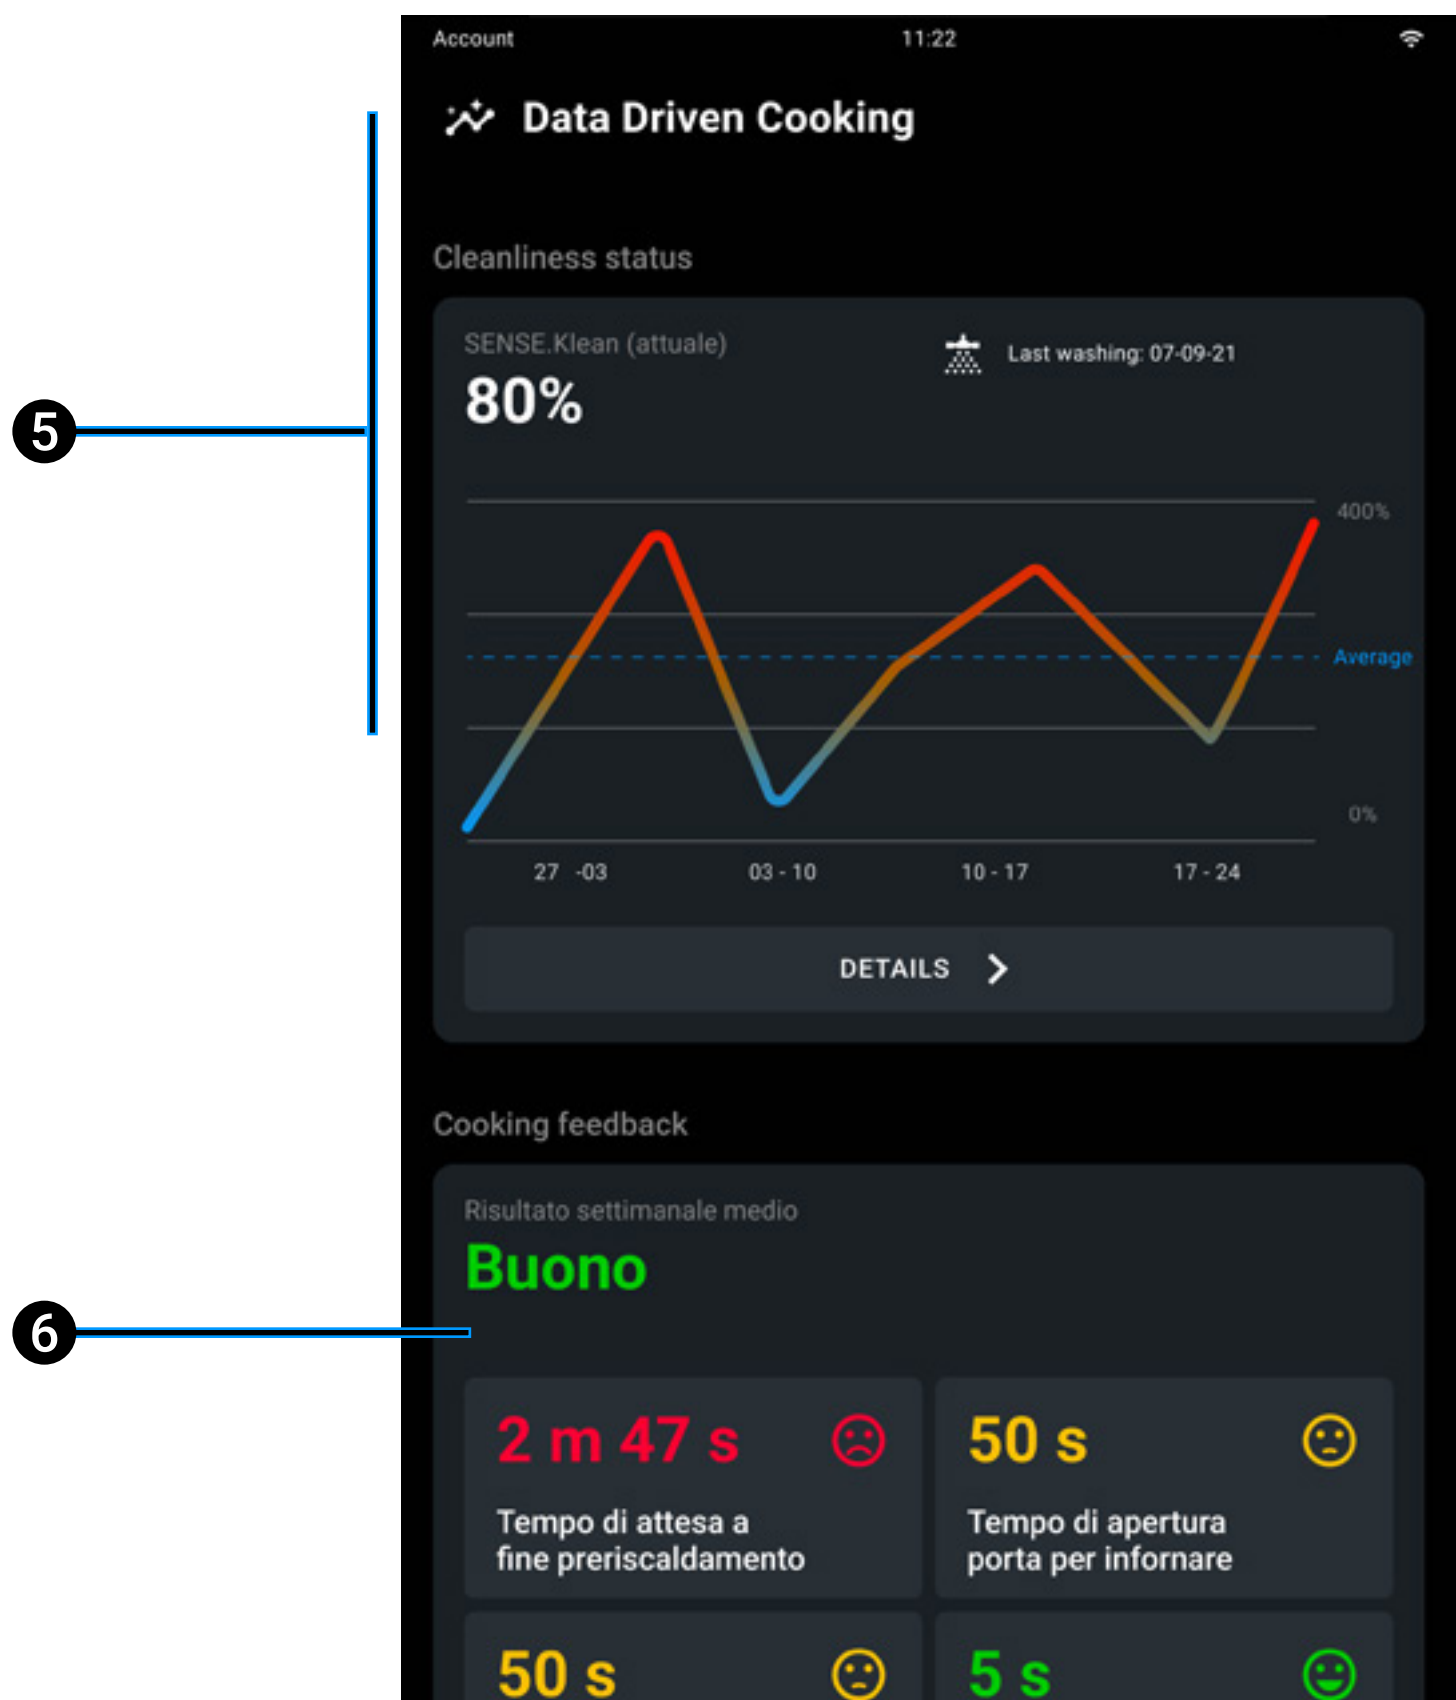 Account
11:22
Data Driven Cooking
Cleanliness status
SENSE.Klean (attuale)
80%
Last washing: 07-09-21
5
400%
Average
0%
27 -03
03 - 10
10 - 17
17 - 24
DETAILS
Cooking feedback
Risultato settimanale medio
Buono
6
2 m 47 s
Tempo di attesa a
fine preriscaldamento
50 s
Tempo di apertura
porta per infornare
50 s
5 s